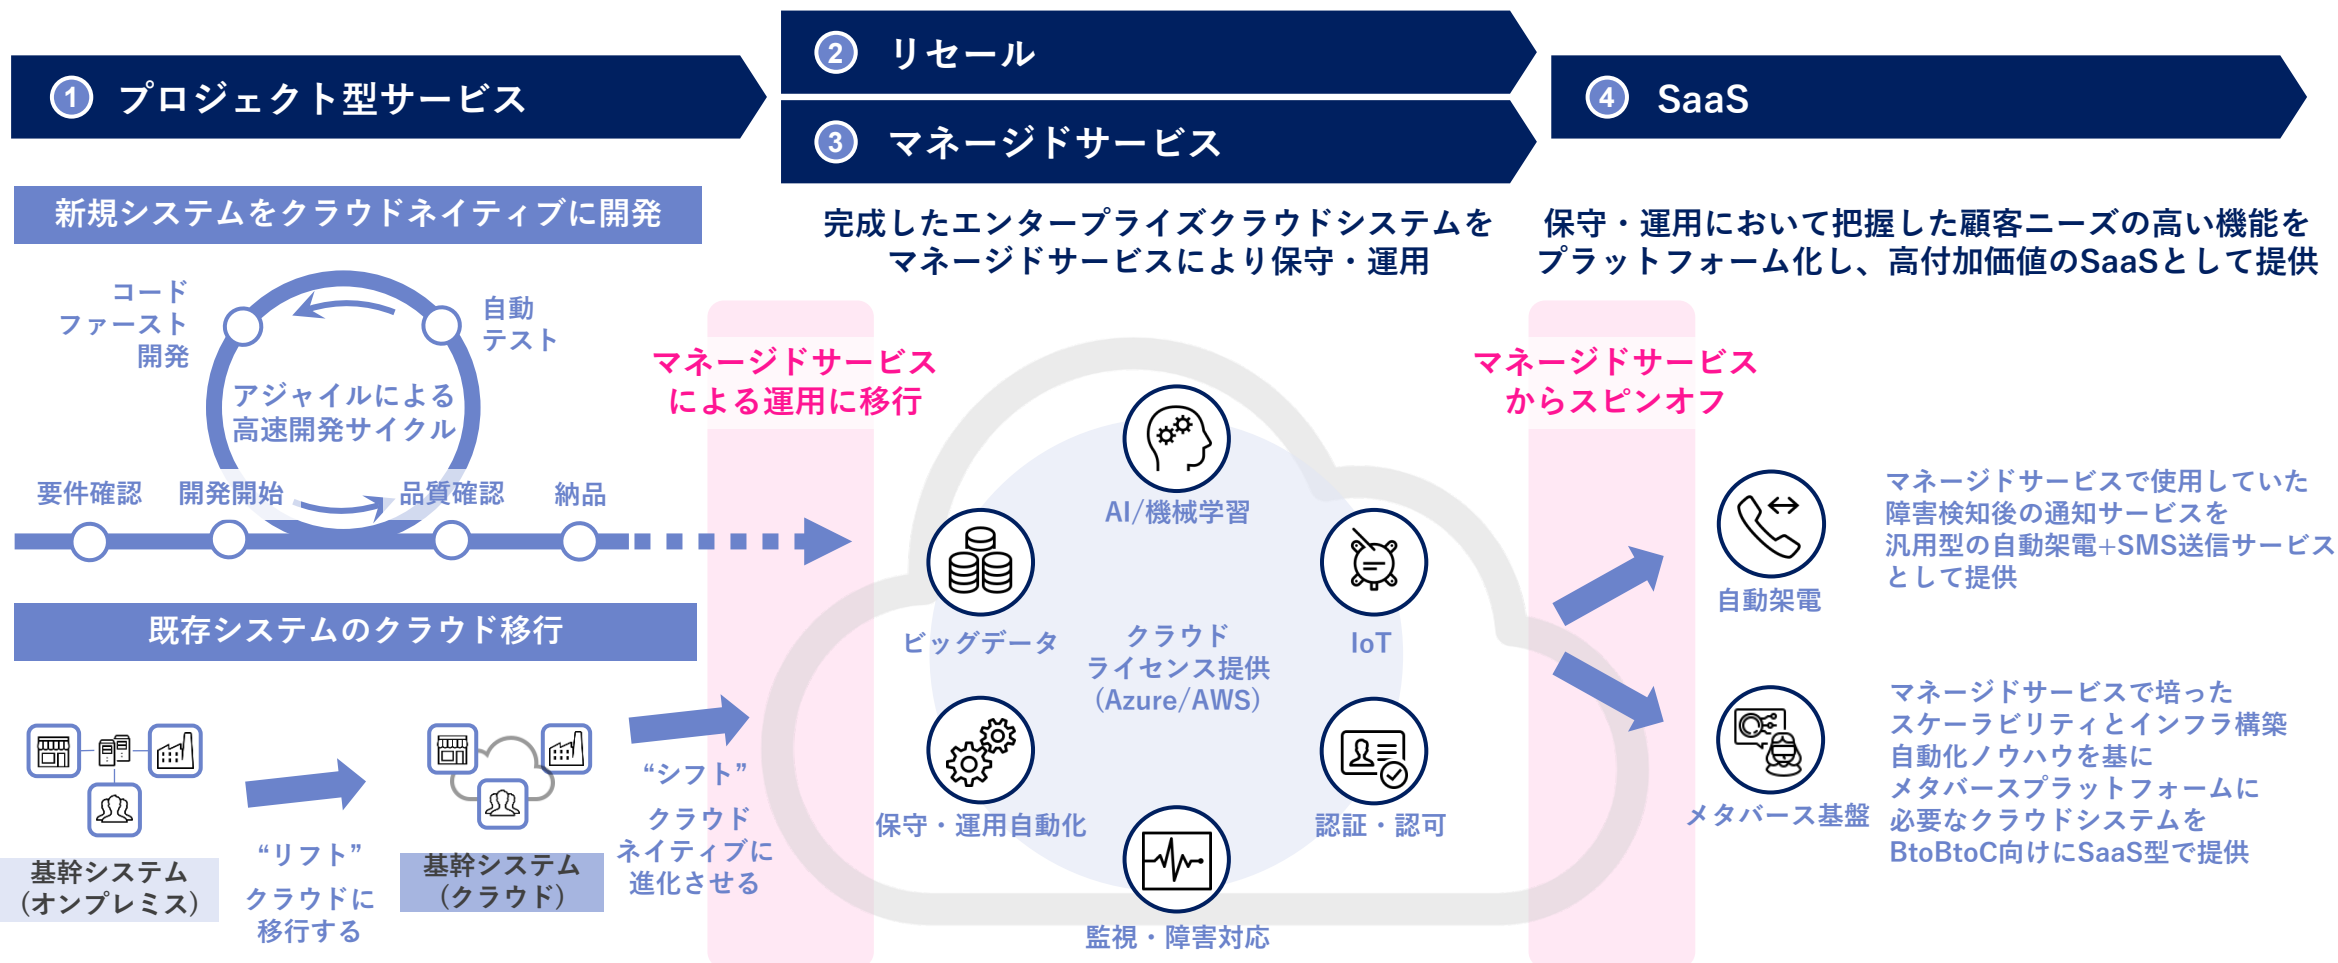 1 プロジェクト型サービス
2 リセール
3 マネージドサービス
4 SaaS
新規システムをクラウドネイティブに開発
コード
ファースト
開発
自動
テスト
アジャイルによる
高速開発サイクル
要件確認
開発開始
品質確認
納品
既存システムのクラウド移行
基幹システム
(オンプレミス)
“リフト”
クラウドに
移行する
基幹システム
(クラウド)
“シフト”
クラウド
ネイティブに
進化させる
マネージドサービス
による運用に移行
完成したエンタープライズクラウドシステムを
マネージドサービスにより保守・運用
AI/機械学習
ビッグデータ
IoT
クラウド
ライセンス提供
(Azure/AWS)
保守・運用自動化
認証・認可
監視・障害対応
マネージドサービス
からスピンオフ
保守・運用において把握した顧客ニーズの高い機能を
プラットフォーム化し、高付加価値のSaaSとして提供
自動架電
マネージドサービスで使用していた
障害検知後の通知サービスを
汎用型の自動架電+SMS送信サービス
として提供
メタバース基盤
マネージドサービスで培った
スケーラビリティとインフラ構築
自動化ノウハウを基に
メタバースプラットフォームに
必要なクラウドシステムを
BtoBtoC向けにSaaS型で提供